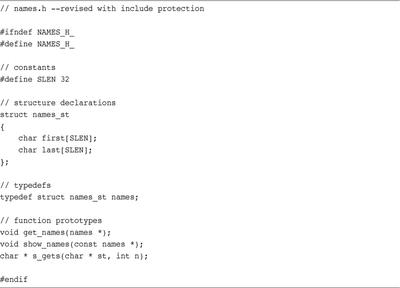 // names.h --revised with include protection
#ifndef NAMES_H_
#define NAMES_H_
// constants
#define SLEN 32
// structure declarations
struct names_st
{
    char first[SLEN];
    char last[SLEN];
};
// typedefs
typedef struct names_st names;
// function prototypes
void get_names(names *);
void show_names(const names *);
char * s_gets(char * st, int n);
#endif